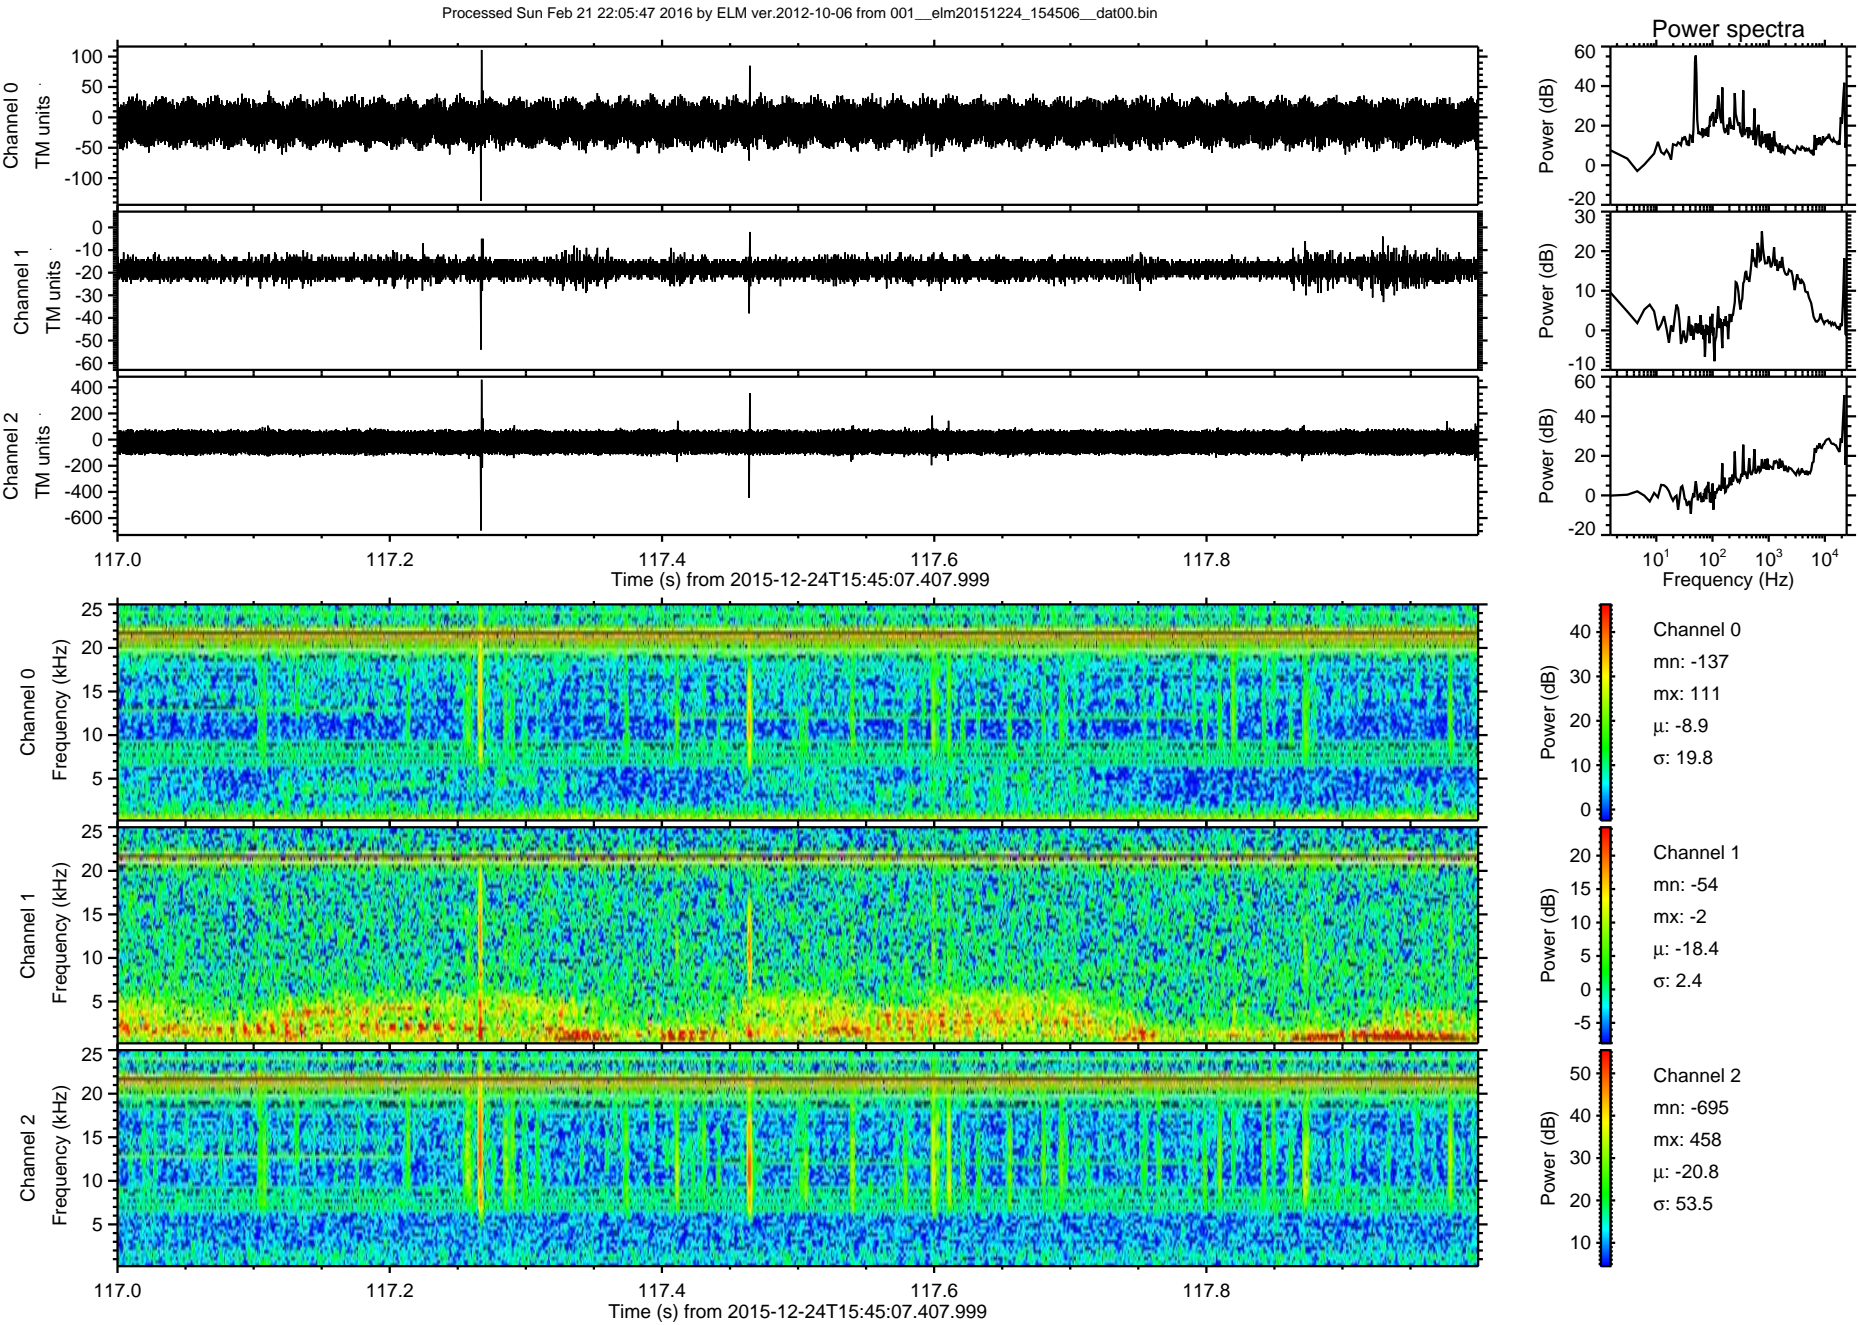 Processed Sun Feb 21 22:05:47 2016 by ELM ver.2012-10-06 from 001__elm20151224_154506__dat00.bin
Power spectra
Channel 0
TM units
100
50
0
-50
-100
Power (dB)
60
40
20
0
-20
Channel 1
TM units
0
-10
-20
-30
-40
-50
-60
Power (dB)
30
20
10
0
-10
Channel 2
TM units
400
200
0
-200
-400
-600
Power (dB)
60
40
20
0
-20
117.0 117.2 117.4 117.6 117.8
Time (s) from 2015-12-24T15:45:07.407.999
10^1 10^2 10^3 10^4
Frequency (Hz)
Channel 0
Frequency (kHz)
25
20
15
10
5
Power (dB)
40
30
20
10
0
Channel 0
mn: -137
mx: 111
μ: -8.9
σ: 19.8
Channel 1
Frequency (kHz)
25
20
15
10
5
Power (dB)
20
15
10
5
0
-5
Channel 1
mn: -54
mx: -2
μ: -18.4
σ: 2.4
Channel 2
Frequency (kHz)
25
20
15
10
5
Power (dB)
50
40
30
20
10
Channel 2
mn: -695
mx: 458
μ: -20.8
σ: 53.5
117.0 117.2 117.4 117.6 117.8
Time (s) from 2015-12-24T15:45:07.407.999